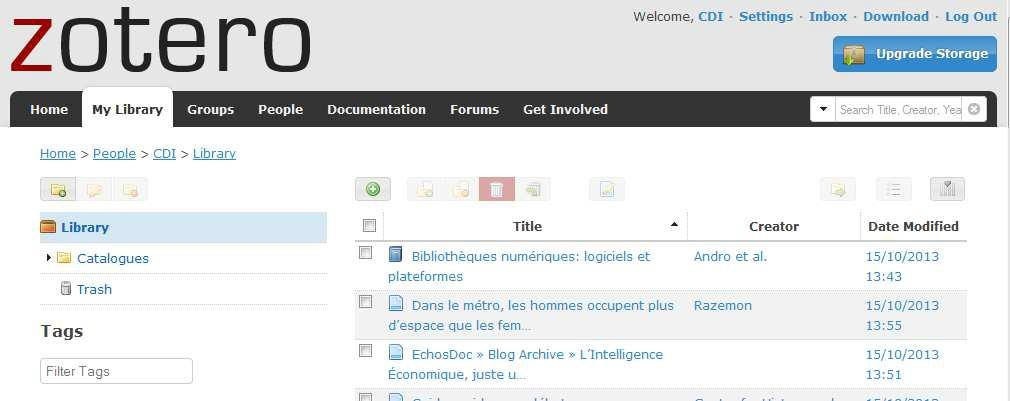 zotero
Welcome, CDI · Settings · Inbox · Download · Log Out
Upgrade Storage
Home My Library Groups People Documentation Forums Get Involved
Search Title, Creator, Yea
Home > People > CDI > Library
Library
Catalogues
Trash
Tags
Filter Tags
Title Creator Date Modified
Bibliothèques numériques: logiciels et Andro et al. 15/10/2013
plateformes 13:43
Dans le métro, les hommes occupent plus Razemon 15/10/2013
d’espace que les fem… 13:55
EchosDoc » Blog Archive » L’Intelligence 15/10/2013
Économique, juste u… 13:51